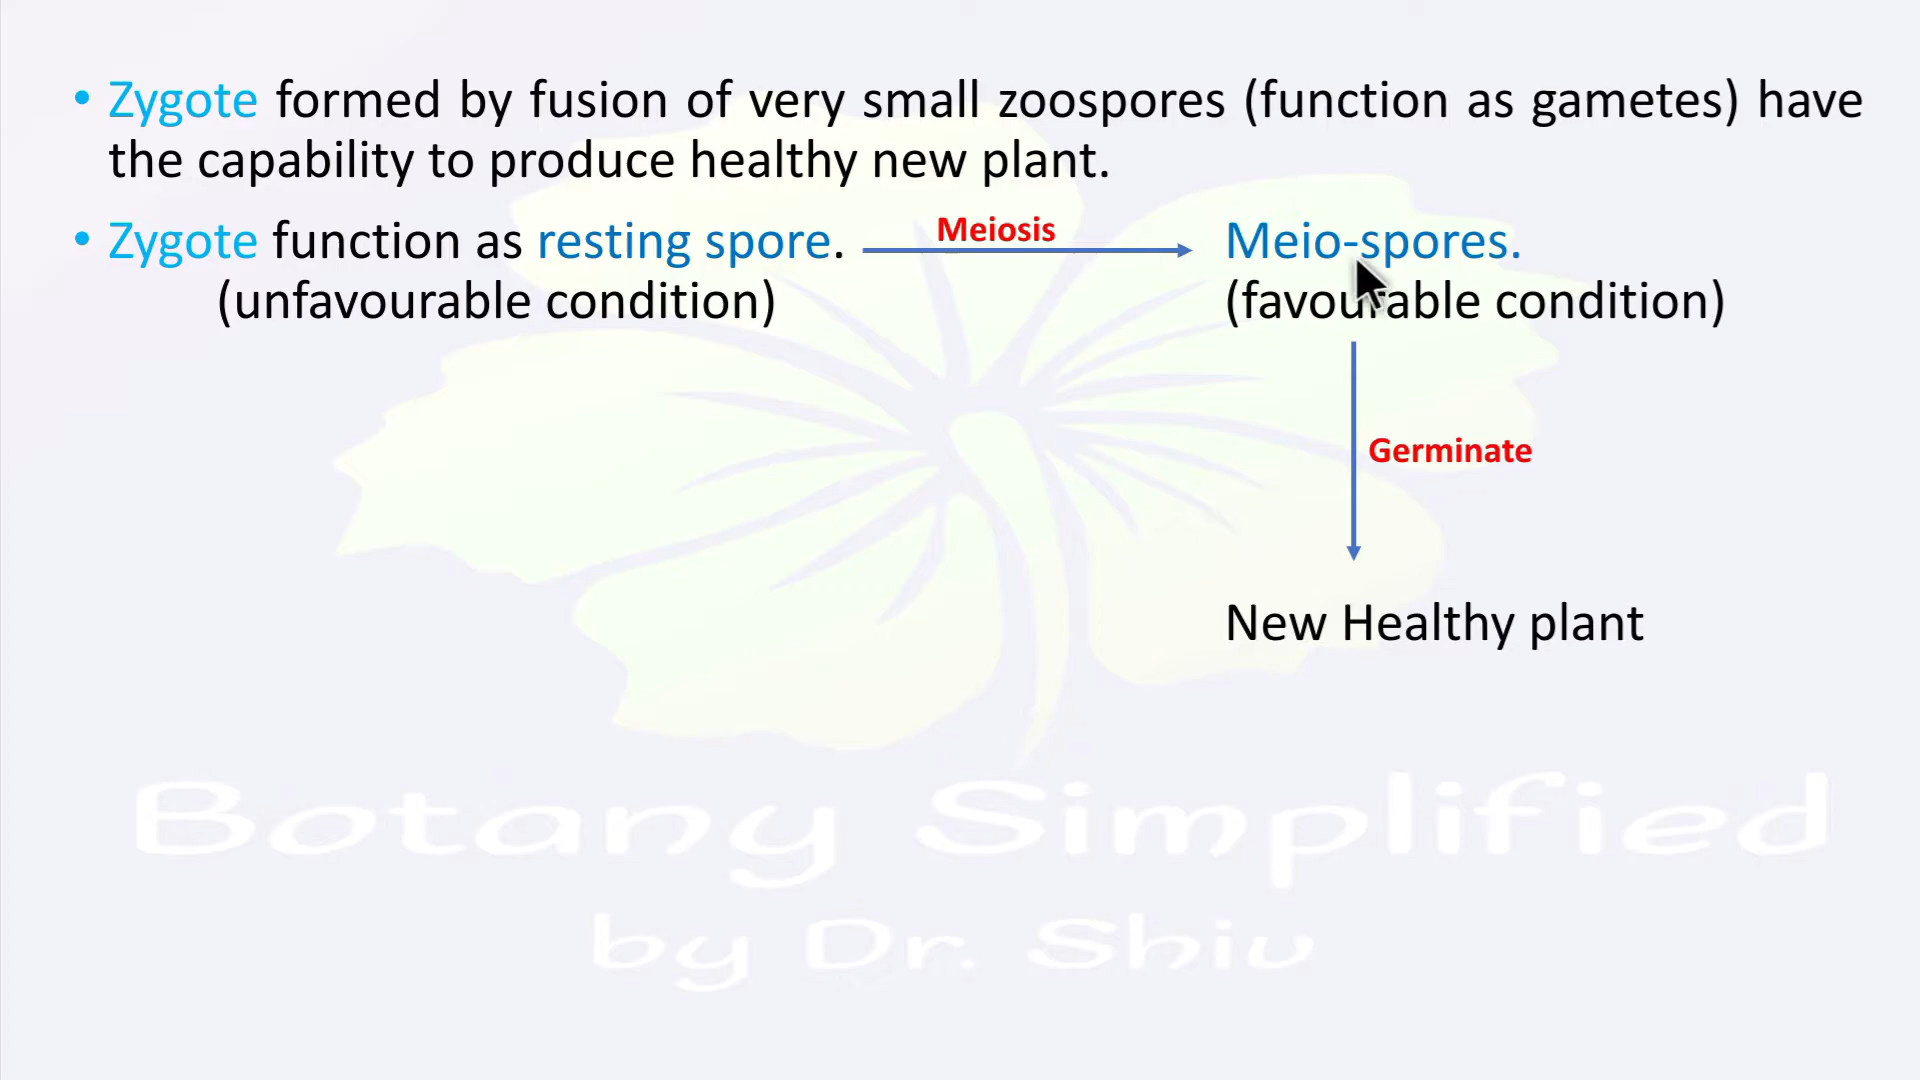 • Zygote formed by fusion of very small zoospores (function as gametes) have
the capability to produce healthy new plant.
• Zygote function as resting spore. Meiosis Meio-spores.
(unfavourable condition) (favourable condition)
Germinate
New Healthy plant
Botany Simplified
by Dr. Shiv